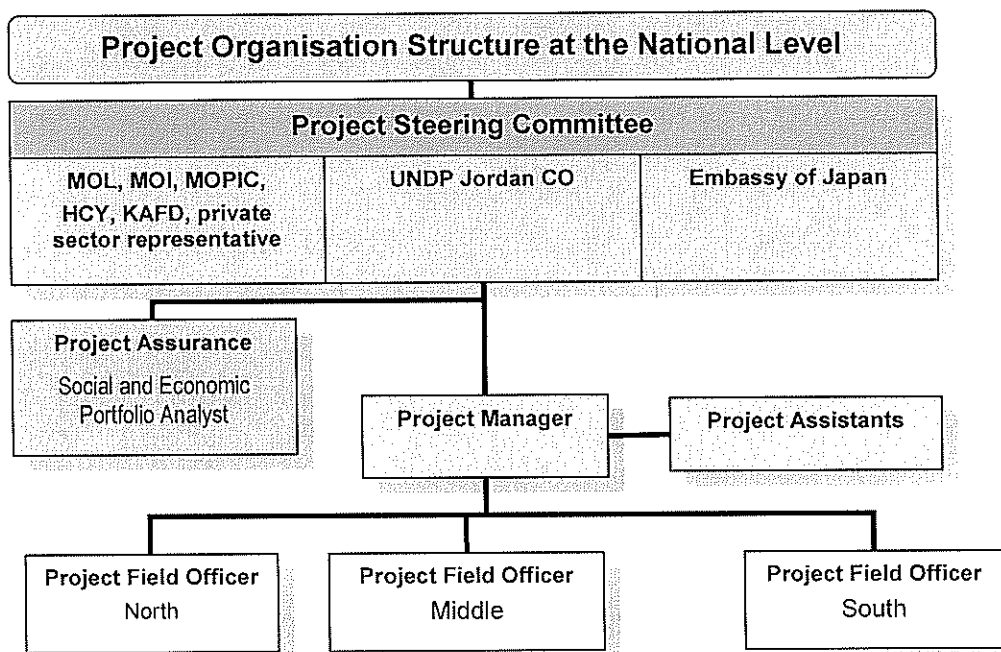 Project Organisation Structure at the National Level
Project Steering Committee
MOL, MOI, MOPIC,
HCY, KAFD, private
sector representative
UNDP Jordan CO
Embassy of Japan
Project Assurance
Social and Economic
Portfolio Analyst
Project Manager
Project Assistants
Project Field Officer
North
Project Field Officer
Middle
Project Field Officer
South